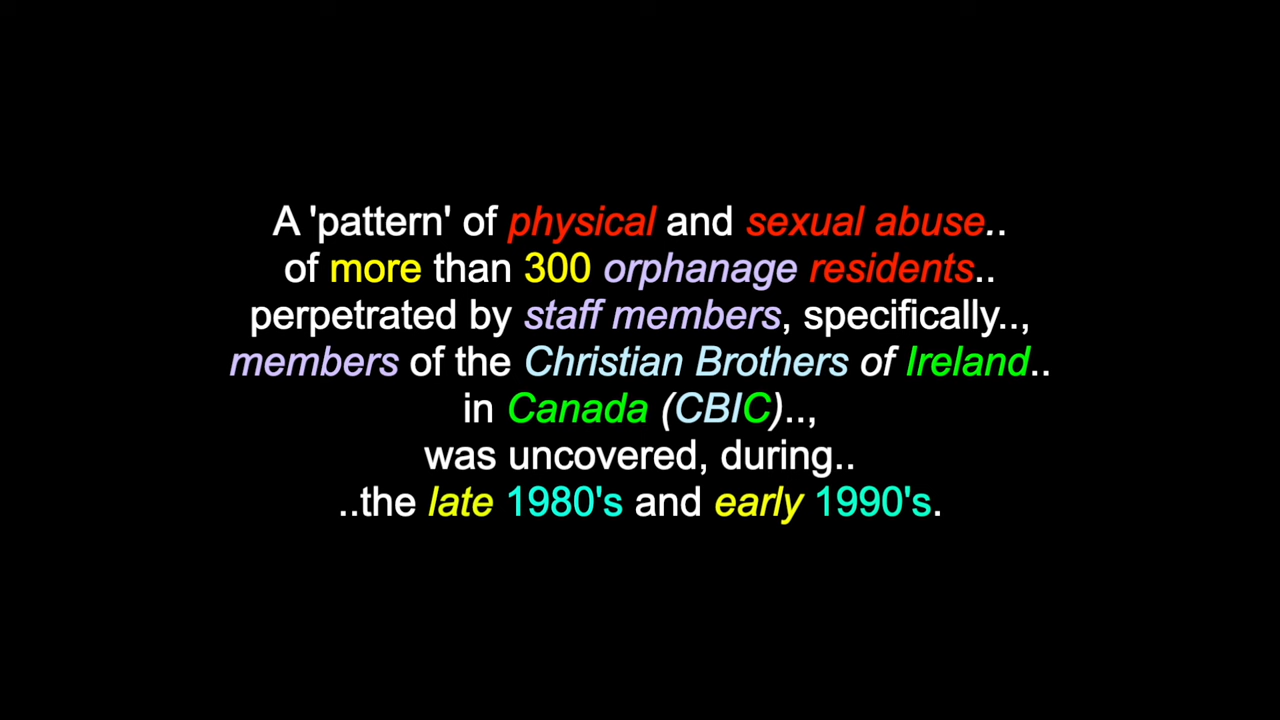 A 'pattern' of physical and sexual abuse..
of more than 300 orphanage residents..
perpetrated by staff members, specifically..,
members of the Christian Brothers of Ireland..
in Canada (CBIC)..,
was uncovered, during..
..the late 1980's and early 1990's.